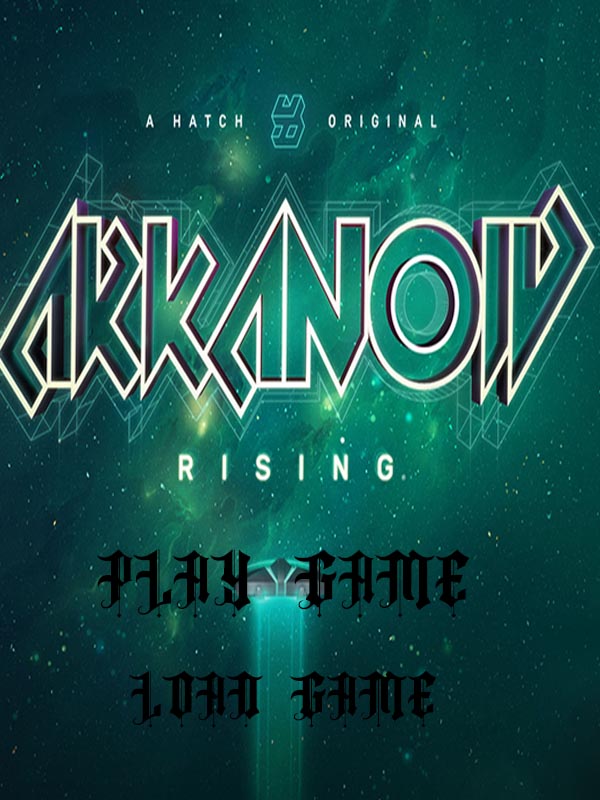 A HATCH ORIGINAL
ARKANOID
RISING
PLAY GAME
LOAD GAME